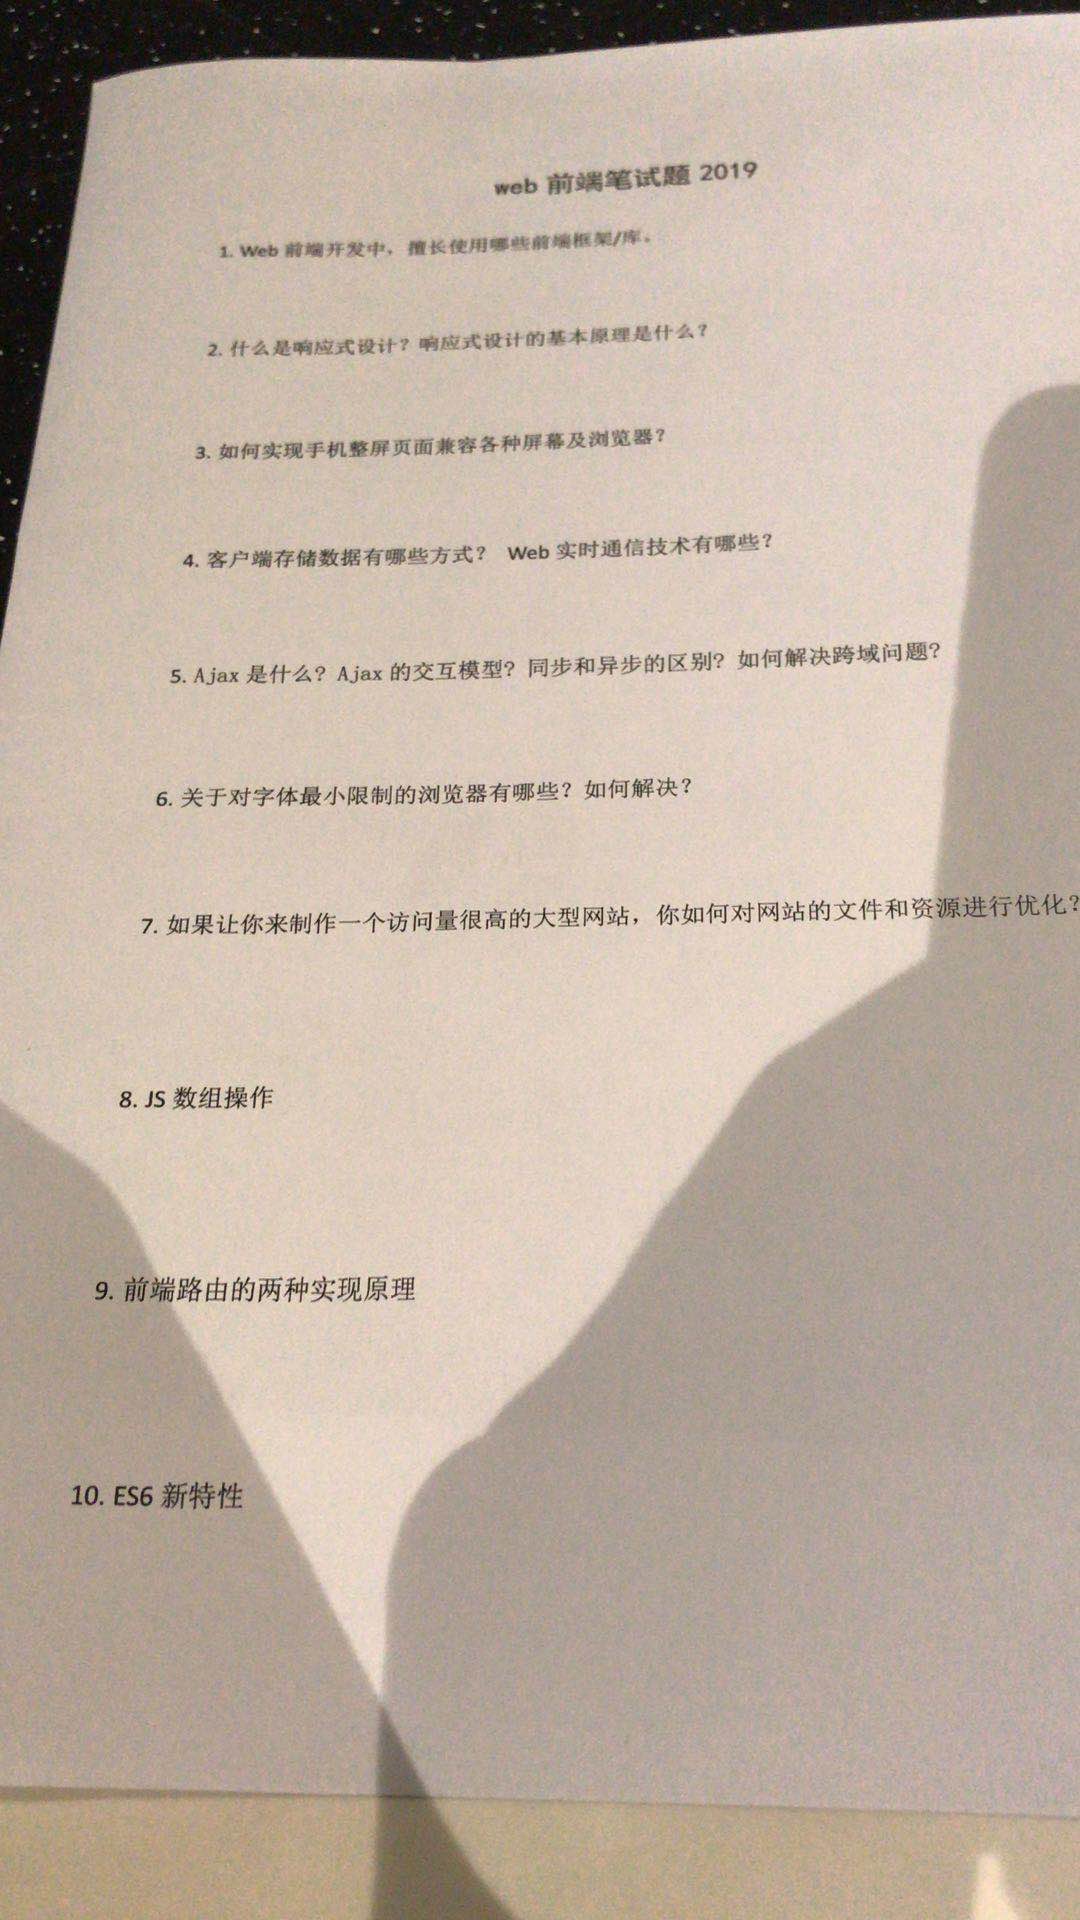 web 前端笔试题 2019
1. Web 前端开发中，擅长使用哪些前端框架/库。
2. 什么是响应式设计？响应式设计的基本原理是什么？
3. 如何实现手机整屏页面兼容各种屏幕及浏览器？
4. 客户端存储数据有哪些方式？ Web 实时通信技术有哪些？
5. Ajax 是什么？Ajax 的交互模型？同步和异步的区别？如何解决跨域问题？
6. 关于对字体最小限制的浏览器有哪些？如何解决？
7. 如果让你来制作一个访问量很高的大型网站，你如何对网站的文件和资源进行优化？
8. JS 数组操作
9. 前端路由的两种实现原理
10. ES6 新特性